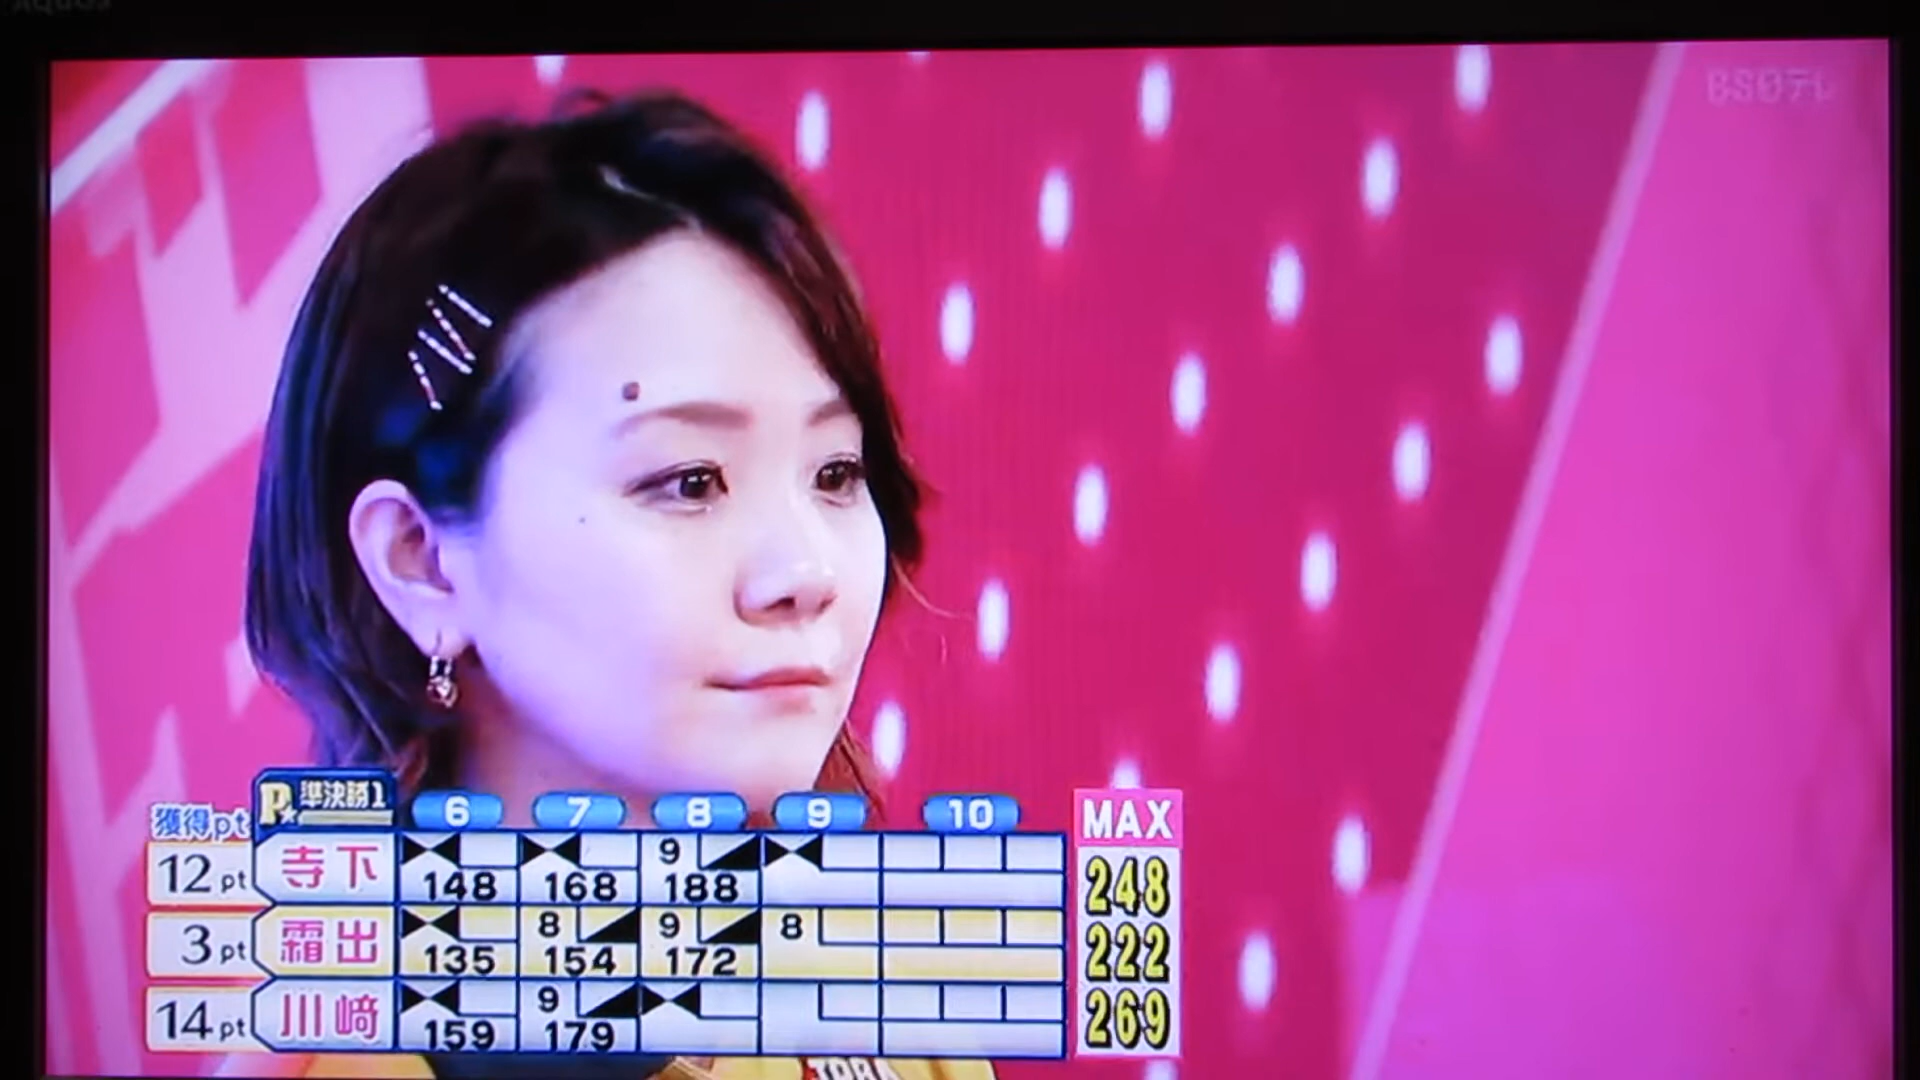 AQUOS
BS日テレ
P 準決勝1
獲得pt 6 7 8 9 10 MAX
12pt 寺下 9 148 168 188 248
3pt 霜出 8 9 8 135 154 172 222
14pt 川﨑 9 159 179 269